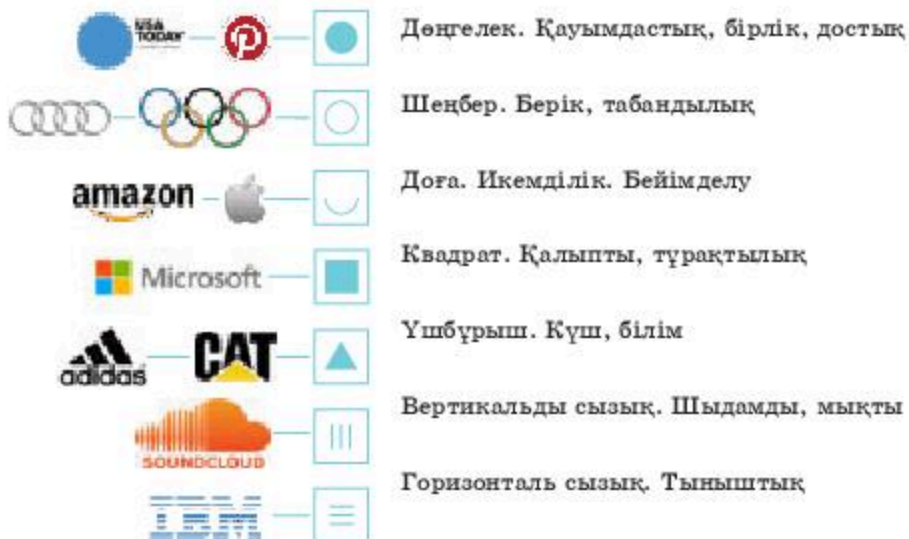 USA TODAY
Дөңгелек. Қауымдастық, бірлік, достық
Шеңбер. Берік, табандылық
amazon
Доға. Икемділік. Бейімделу
Microsoft
Квадрат. Қалыпты, тұрақтылық
adidas CAT
Үшбұрыш. Күш, білім
SOUNDCLOUD
Вертикальды сызық. Шыдамды, мықты
IBM
Горизонталь сызық. Тыныштық